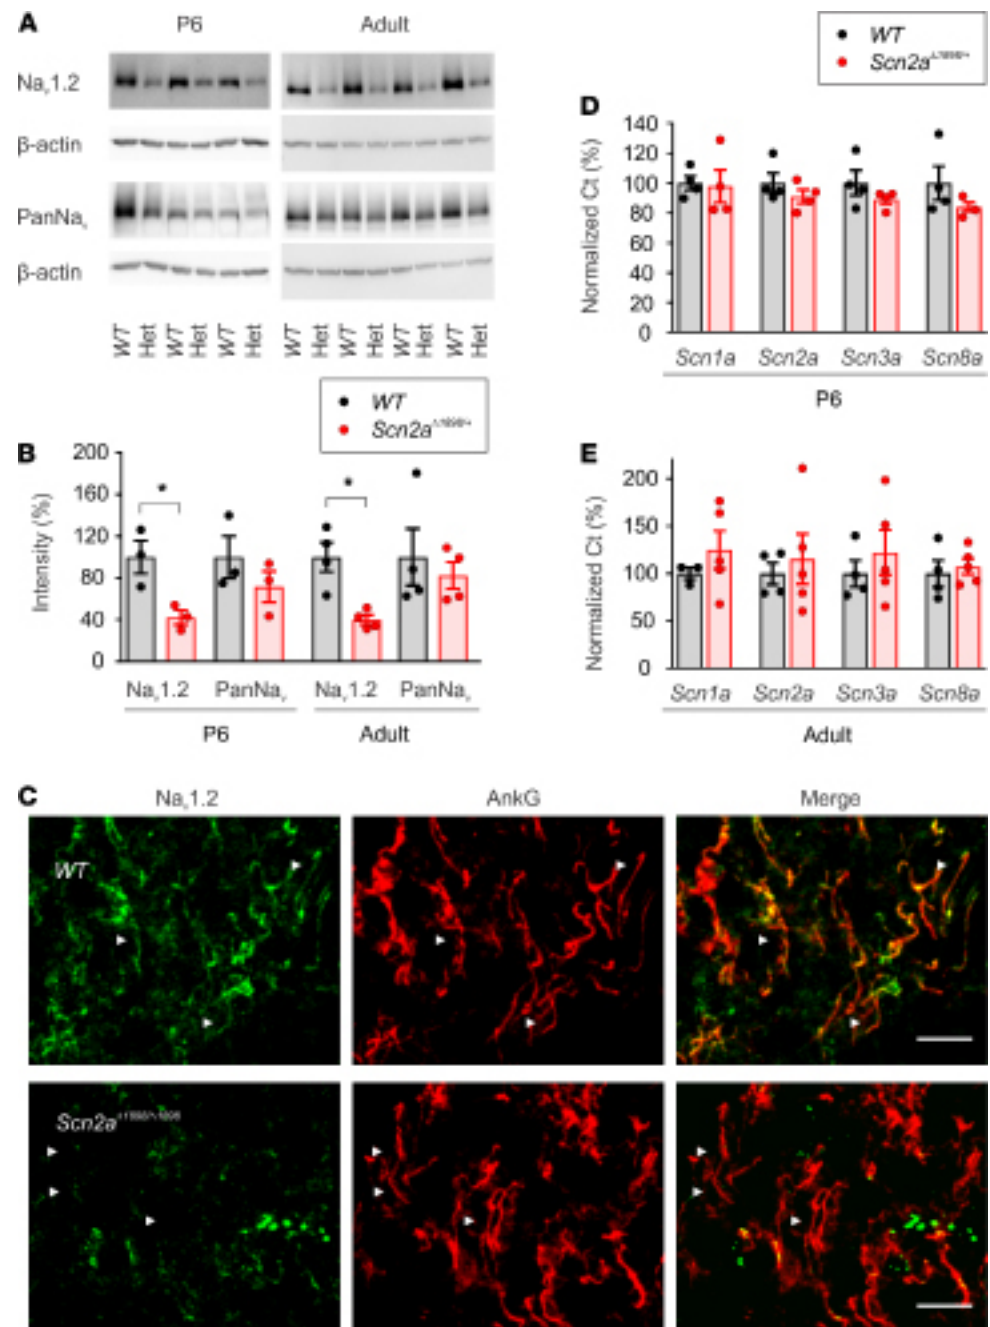 A
P6
Adult
Naᵥ1.2
β-actin
PanNaᵥ
β-actin
WT Het WT Het WT Het
WT Het WT Het WT Het WT Het
WT
Scn2a
B
Intensity (%)
200
160
120
80
40
0
*
*
Naᵥ1.2 PanNaᵥ Naᵥ1.2 PanNaᵥ
P6 Adult
WT
Scn2a
D
Normalized Ct (%)
140
120
100
80
60
40
20
0
Scn1a Scn2a Scn3a Scn8a
P6
E
Normalized Ct (%)
200
150
100
50
0
Scn1a Scn2a Scn3a Scn8a
Adult
C
Naᵥ1.2 AnkG Merge
WT
Scn2a